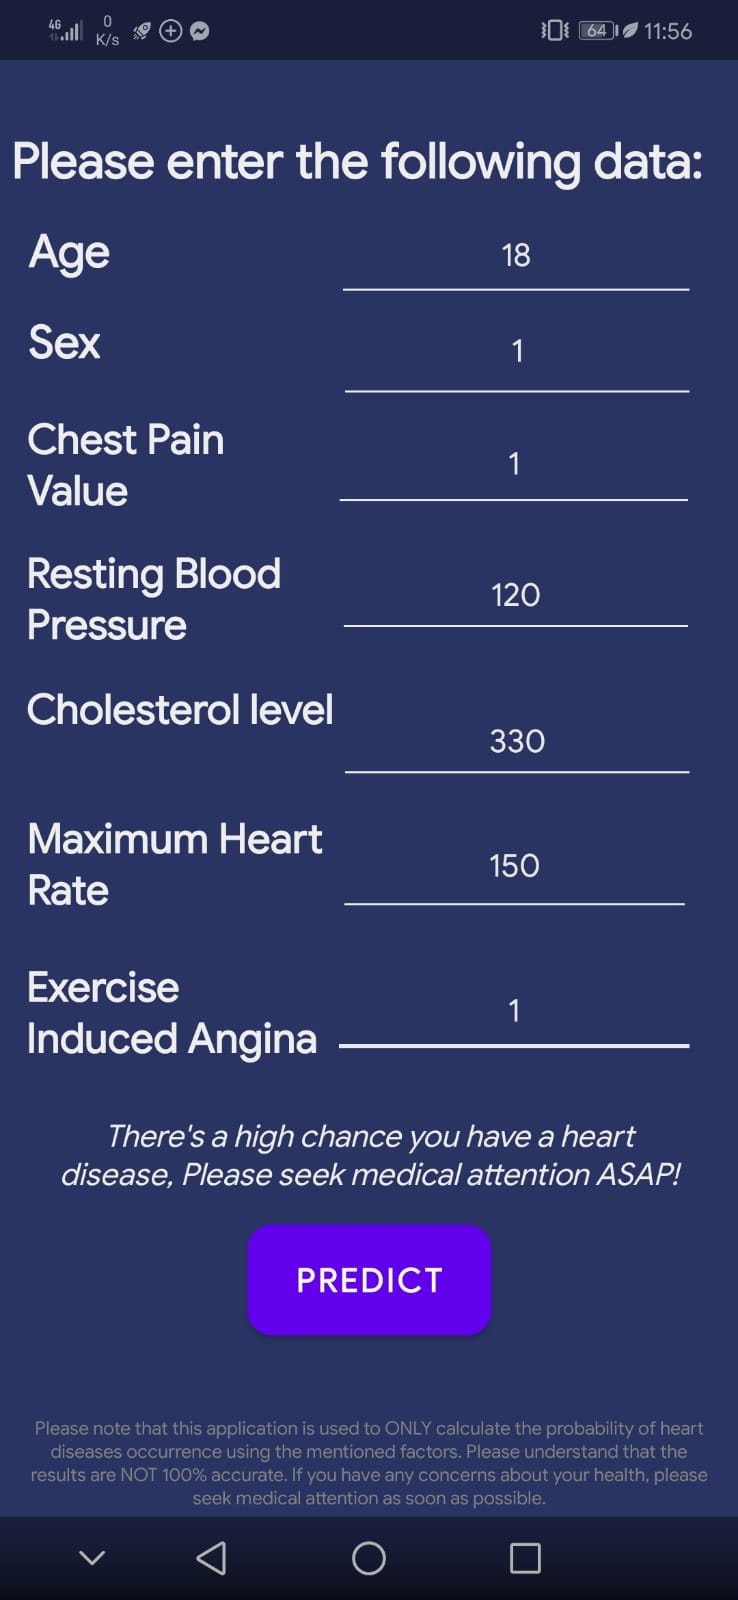 4G 0 K/s 64 11:56
Please enter the following data:
Age 18
Sex 1
Chest Pain
Value 1
Resting Blood
Pressure 120
Cholesterol level 330
Maximum Heart
Rate 150
Exercise
Induced Angina 1
There's a high chance you have a heart
disease, Please seek medical attention ASAP!
PREDICT
Please note that this application is used to ONLY calculate the probability of heart
diseases occurrence using the mentioned factors. Please understand that the
results are NOT 100% accurate. If you have any concerns about your health, please
seek medical attention as soon as possible.